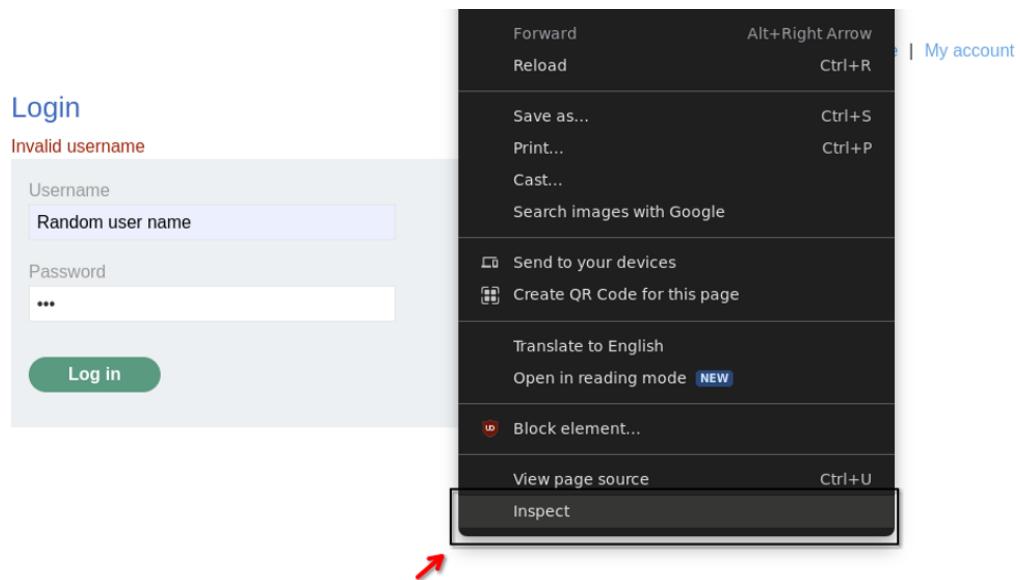 Forward Alt+Right Arrow
Reload Ctrl+R
| My account
Login
Invalid username
Save as... Ctrl+S
Print... Ctrl+P
Cast...
Search images with Google
Username
Random user name
Password
•••
Log in
Send to your devices
Create QR Code for this page
Translate to English
Open in reading mode NEW
Block element...
View page source Ctrl+U
Inspect